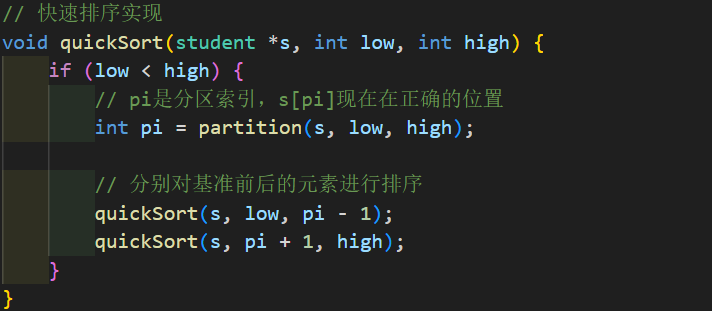 // 快速排序实现
void quickSort(student *s, int low, int high) {
    if (low < high) {
        // pi是分区索引，s[pi]现在在正确的位置
        int pi = partition(s, low, high);

        // 分别对基准前后的元素进行排序
        quickSort(s, low, pi - 1);
        quickSort(s, pi + 1, high);
    }
}